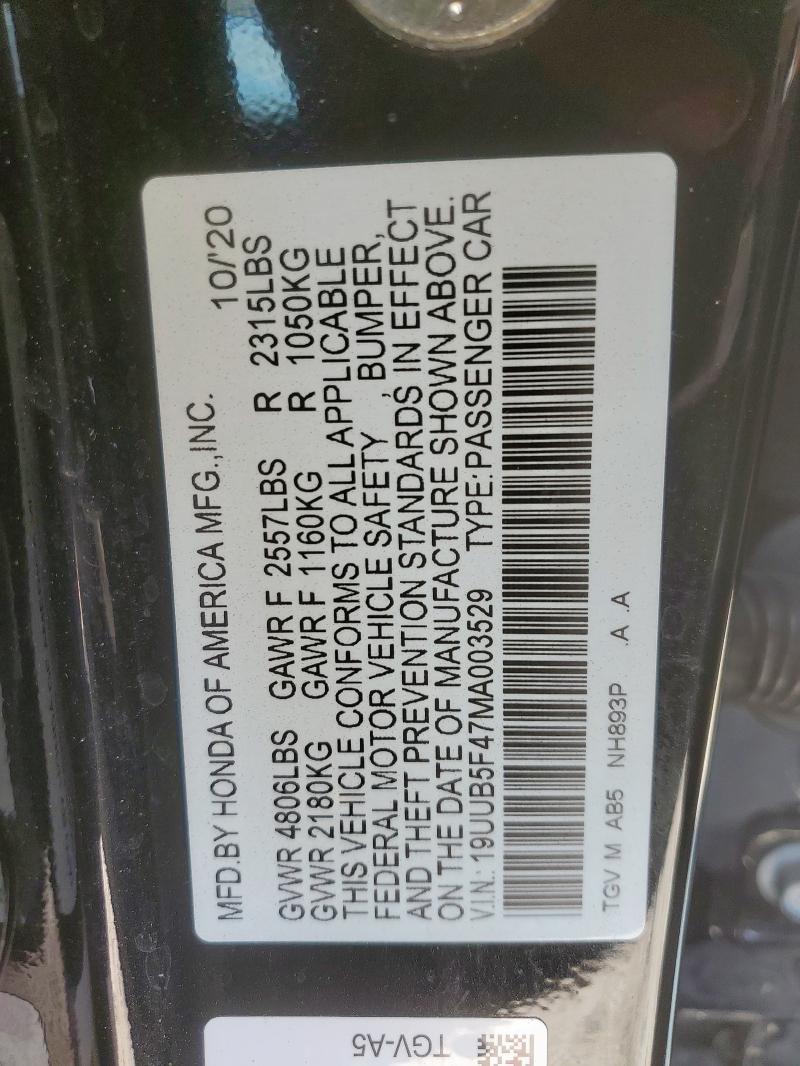 MFD.BY HONDA OF AMERICA MFG.,INC. 10/'20
GVWR 4806LBS GAWR F 2557LBS R 2315LBS
GVWR 2180KG GAWR F 1160KG R 1050KG
THIS VEHICLE CONFORMS TO ALL APPLICABLE
FEDERAL MOTOR VEHICLE SAFETY , BUMPER,
AND THEFT PREVENTION STANDARDS, IN EFFECT
ON THE DATE OF MANUFACTURE SHOWN ABOVE.
V.I.N.: 19UUB5F47MA003529 TYPE:PASSENGER CAR
TGV M AB5 NH893P .A .A
TGV-A5